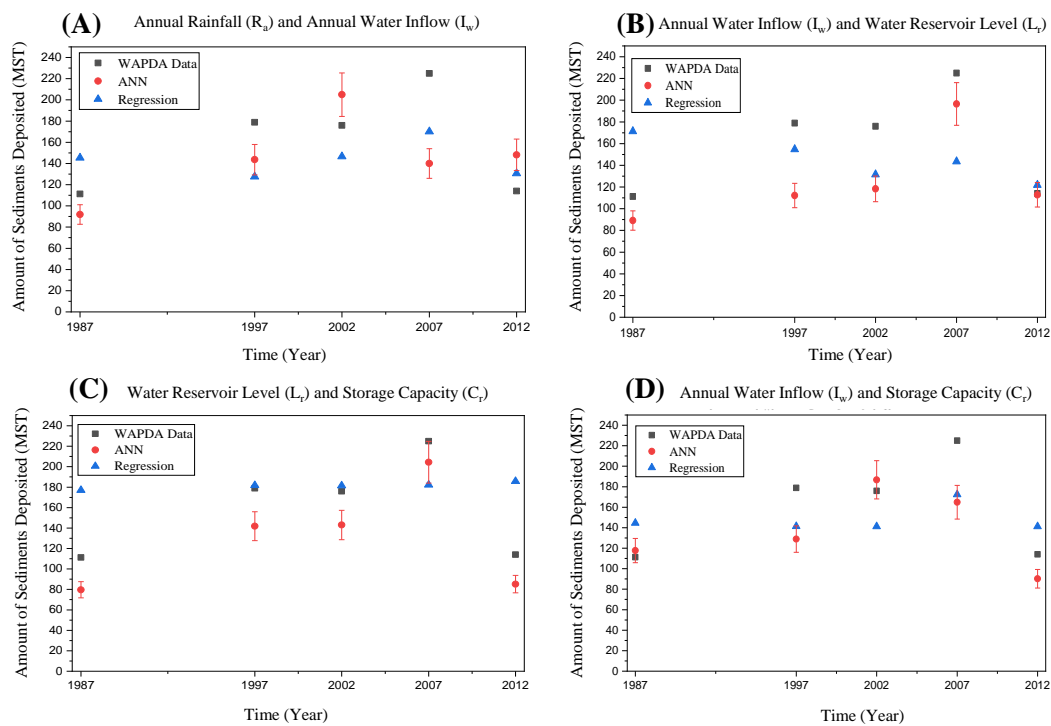 (A) Annual Rainfall (Rₐ) and Annual Water Inflow (I_w)
WAPDA Data
ANN
Regression
Amount of Sediments Deposited (MST)
240
220
200
180
160
140
120
100
80
60
40
20
0
1987 1997 2002 2007 2012
Time (Year)
(B) Annual Water Inflow (I_w) and Water Reservoir Level (L_r)
WAPDA Data
ANN
Regression
Amount of Sediments Deposited (MST)
240
220
200
180
160
140
120
100
80
60
40
20
0
1987 1997 2002 2007 2012
Time (Year)
(C) Water Reservoir Level (L_r) and Storage Capacity (C_r)
WAPDA Data
ANN
Regression
Amount of Sediments Deposited (MST)
240
220
200
180
160
140
120
100
80
60
40
20
0
1987 1997 2002 2007 2012
Time (Year)
(D) Annual Water Inflow (I_w) and Storage Capacity (C_r)
WAPDA Data
ANN
Regression
Amount of Sediments Deposited (MST)
240
220
200
180
160
140
120
100
80
60
40
20
0
1987 1997 2002 2007 2012
Time (Year)